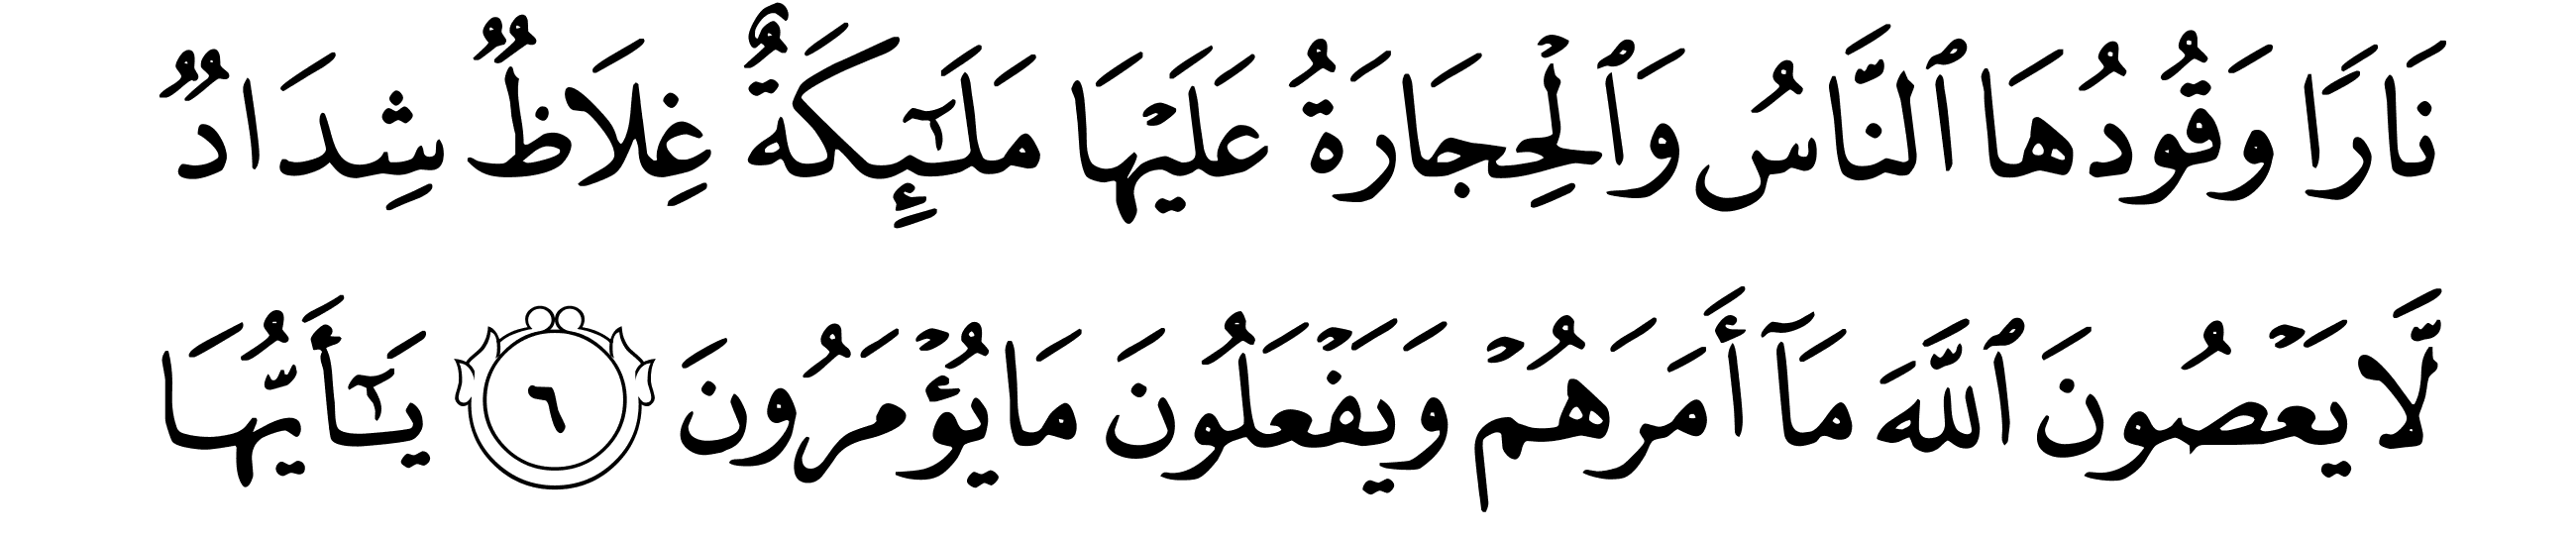 نَارًا وَقُودُهَا ٱلنَّاسُ وَٱلْحِجَارَةُ عَلَيْهَا مَلَـٰٓئِكَةٌ غِلَاظٌ شِدَادٌ
لَّا يَعْصُونَ ٱللَّهَ مَآ أَمَرَهُمْ وَيَفْعَلُونَ مَا يُؤْمَرُونَ ٦ يَـٰٓأَيُّهَا